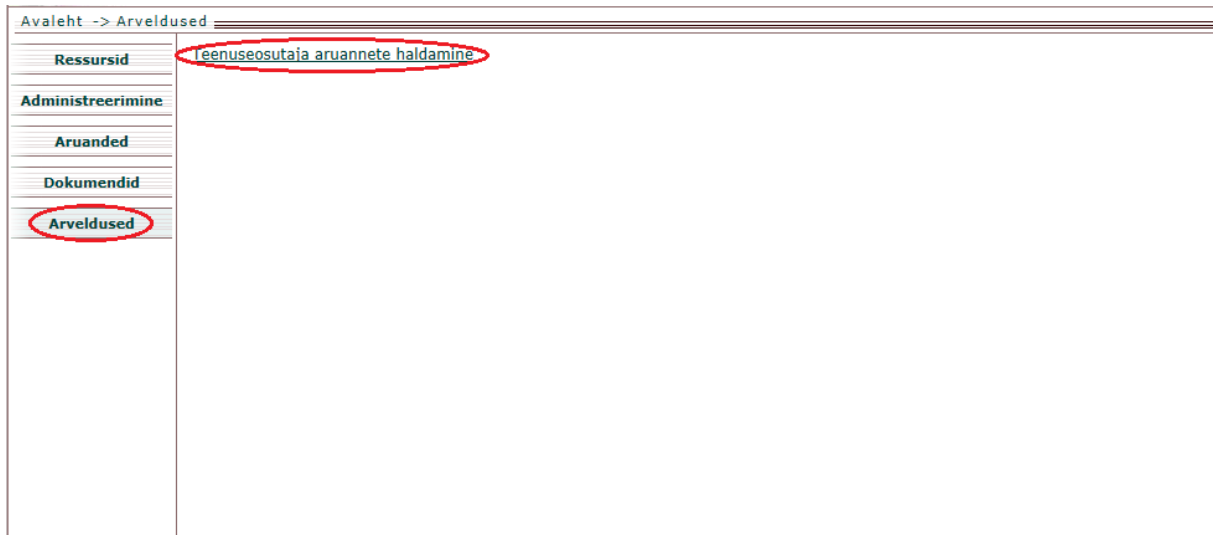 Avaleht -> Arveldused
Ressursid
Teenuseosutaja aruannete haldamine
Administreerimine
Aruanded
Dokumendid
Arveldused